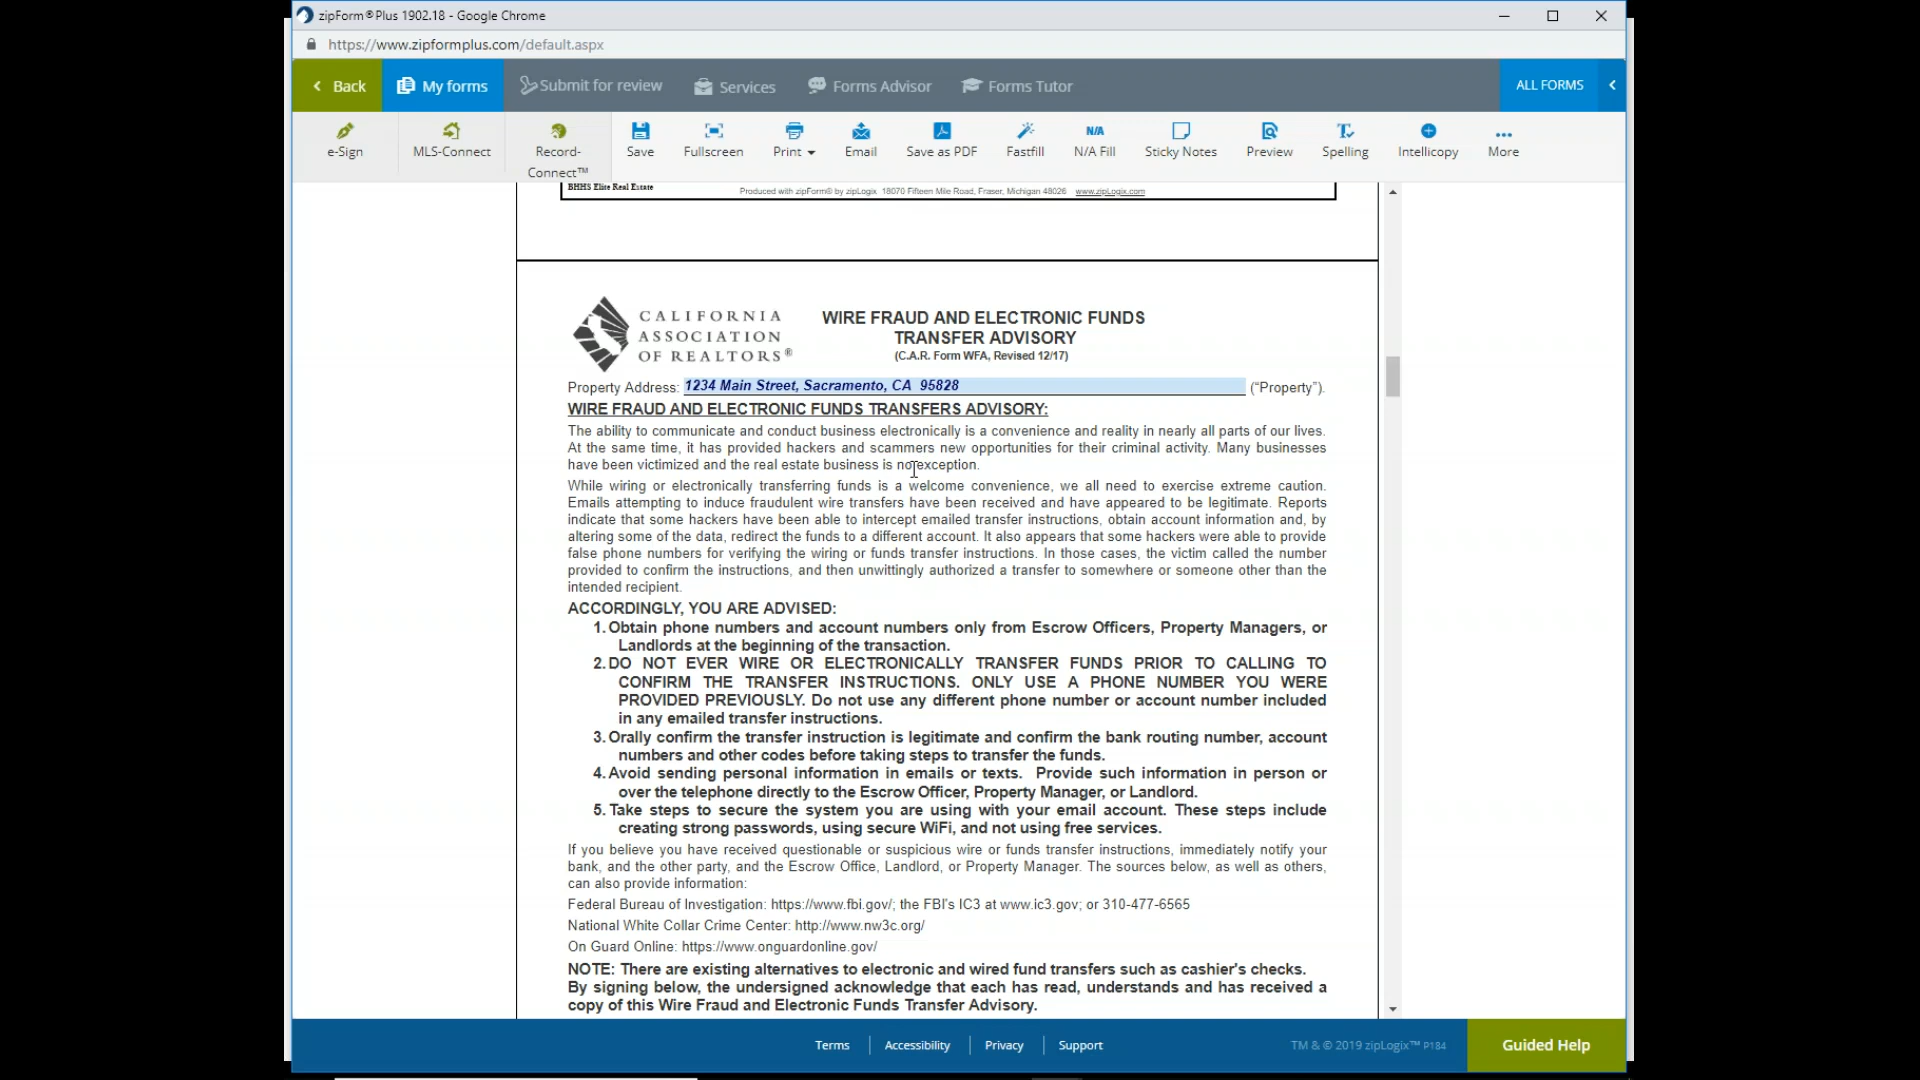 zipForm®Plus 1902.18 - Google Chrome
https://www.zipformplus.com/default.aspx
Back
My forms
Submit for review
Services
Forms Advisor
Forms Tutor
ALL FORMS
e-Sign
MLS-Connect
Record-
Connect™
Save
Fullscreen
Print
Email
Save as PDF
Fastfill
N/A
N/A Fill
Sticky Notes
Preview
Spelling
Intellicopy
More
BHHS Elite Real Estate
Produced with zipForm® by zipLogix 18070 Fifteen Mile Road, Fraser, Michigan 48026 www.zipLogix.com
CALIFORNIA
ASSOCIATION
OF REALTORS®
WIRE FRAUD AND ELECTRONIC FUNDS
TRANSFER ADVISORY
(C.A.R. Form WFA, Revised 12/17)
Property Address: 1234 Main Street, Sacramento, CA 95828 (“Property”).
WIRE FRAUD AND ELECTRONIC FUNDS TRANSFERS ADVISORY:
The ability to communicate and conduct business electronically is a convenience and reality in nearly all parts of our lives.
At the same time, it has provided hackers and scammers new opportunities for their criminal activity. Many businesses
have been victimized and the real estate business is no exception.
While wiring or electronically transferring funds is a welcome convenience, we all need to exercise extreme caution.
Emails attempting to induce fraudulent wire transfers have been received and have appeared to be legitimate. Reports
indicate that some hackers have been able to intercept emailed transfer instructions, obtain account information and, by
altering some of the data, redirect the funds to a different account. It also appears that some hackers were able to provide
false phone numbers for verifying the wiring or funds transfer instructions. In those cases, the victim called the number
provided to confirm the instructions, and then unwittingly authorized a transfer to somewhere or someone other than the
intended recipient.
ACCORDINGLY, YOU ARE ADVISED:
1. Obtain phone numbers and account numbers only from Escrow Officers, Property Managers, or
Landlords at the beginning of the transaction.
2. DO NOT EVER WIRE OR ELECTRONICALLY TRANSFER FUNDS PRIOR TO CALLING TO
CONFIRM THE TRANSFER INSTRUCTIONS. ONLY USE A PHONE NUMBER YOU WERE
PROVIDED PREVIOUSLY. Do not use any different phone number or account number included
in any emailed transfer instructions.
3. Orally confirm the transfer instruction is legitimate and confirm the bank routing number, account
numbers and other codes before taking steps to transfer the funds.
4. Avoid sending personal information in emails or texts. Provide such information in person or
over the telephone directly to the Escrow Officer, Property Manager, or Landlord.
5. Take steps to secure the system you are using with your email account. These steps include
creating strong passwords, using secure WiFi, and not using free services.
If you believe you have received questionable or suspicious wire or funds transfer instructions, immediately notify your
bank, and the other party, and the Escrow Office, Landlord, or Property Manager. The sources below, as well as others,
can also provide information:
Federal Bureau of Investigation: https://www.fbi.gov/; the FBI's IC3 at www.ic3.gov; or 310-477-6565
National White Collar Crime Center: http://www.nw3c.org/
On Guard Online: https://www.onguardonline.gov/
NOTE: There are existing alternatives to electronic and wired fund transfers such as cashier's checks.
By signing below, the undersigned acknowledge that each has read, understands and has received a
copy of this Wire Fraud and Electronic Funds Transfer Advisory.
Terms
Accessibility
Privacy
Support
TM & © 2019 zipLogix™ P184
Guided Help